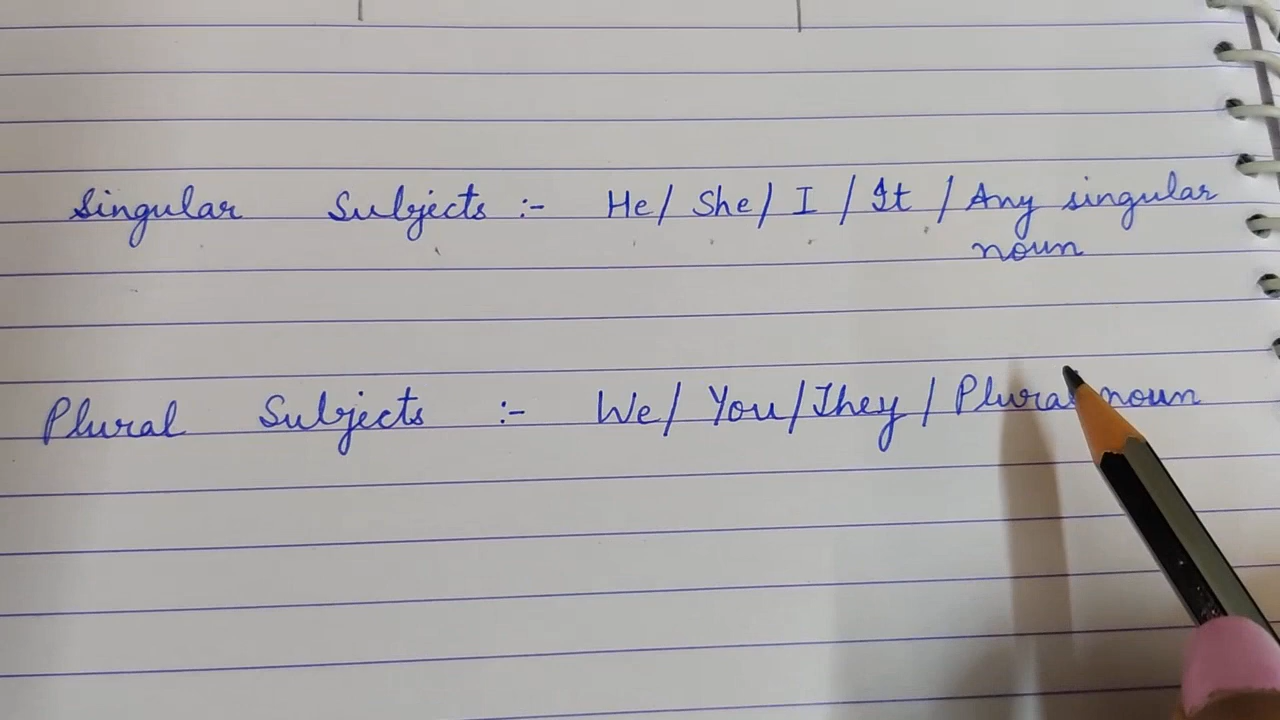 Singular Subjects :- He/ She/ I / It / Any singular
noun
Plural Subjects :- We/ You/They/ Plural noun